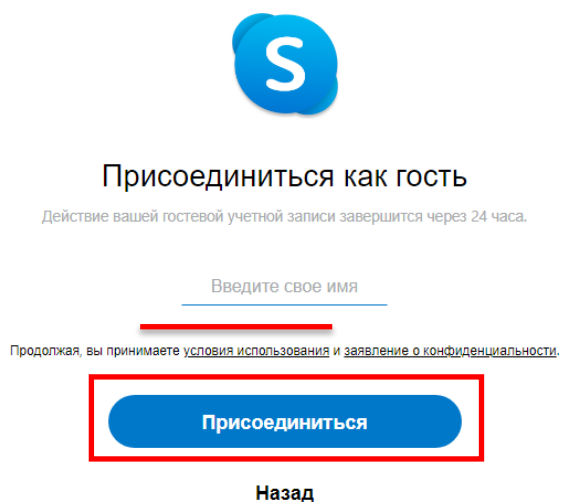 S
Присоединиться как гость
Действие вашей гостевой учетной записи завершится через 24 часа.
Введите свое имя
Продолжая, вы принимаете условия использования и заявление о конфиденциальности.
Присоединиться
Назад